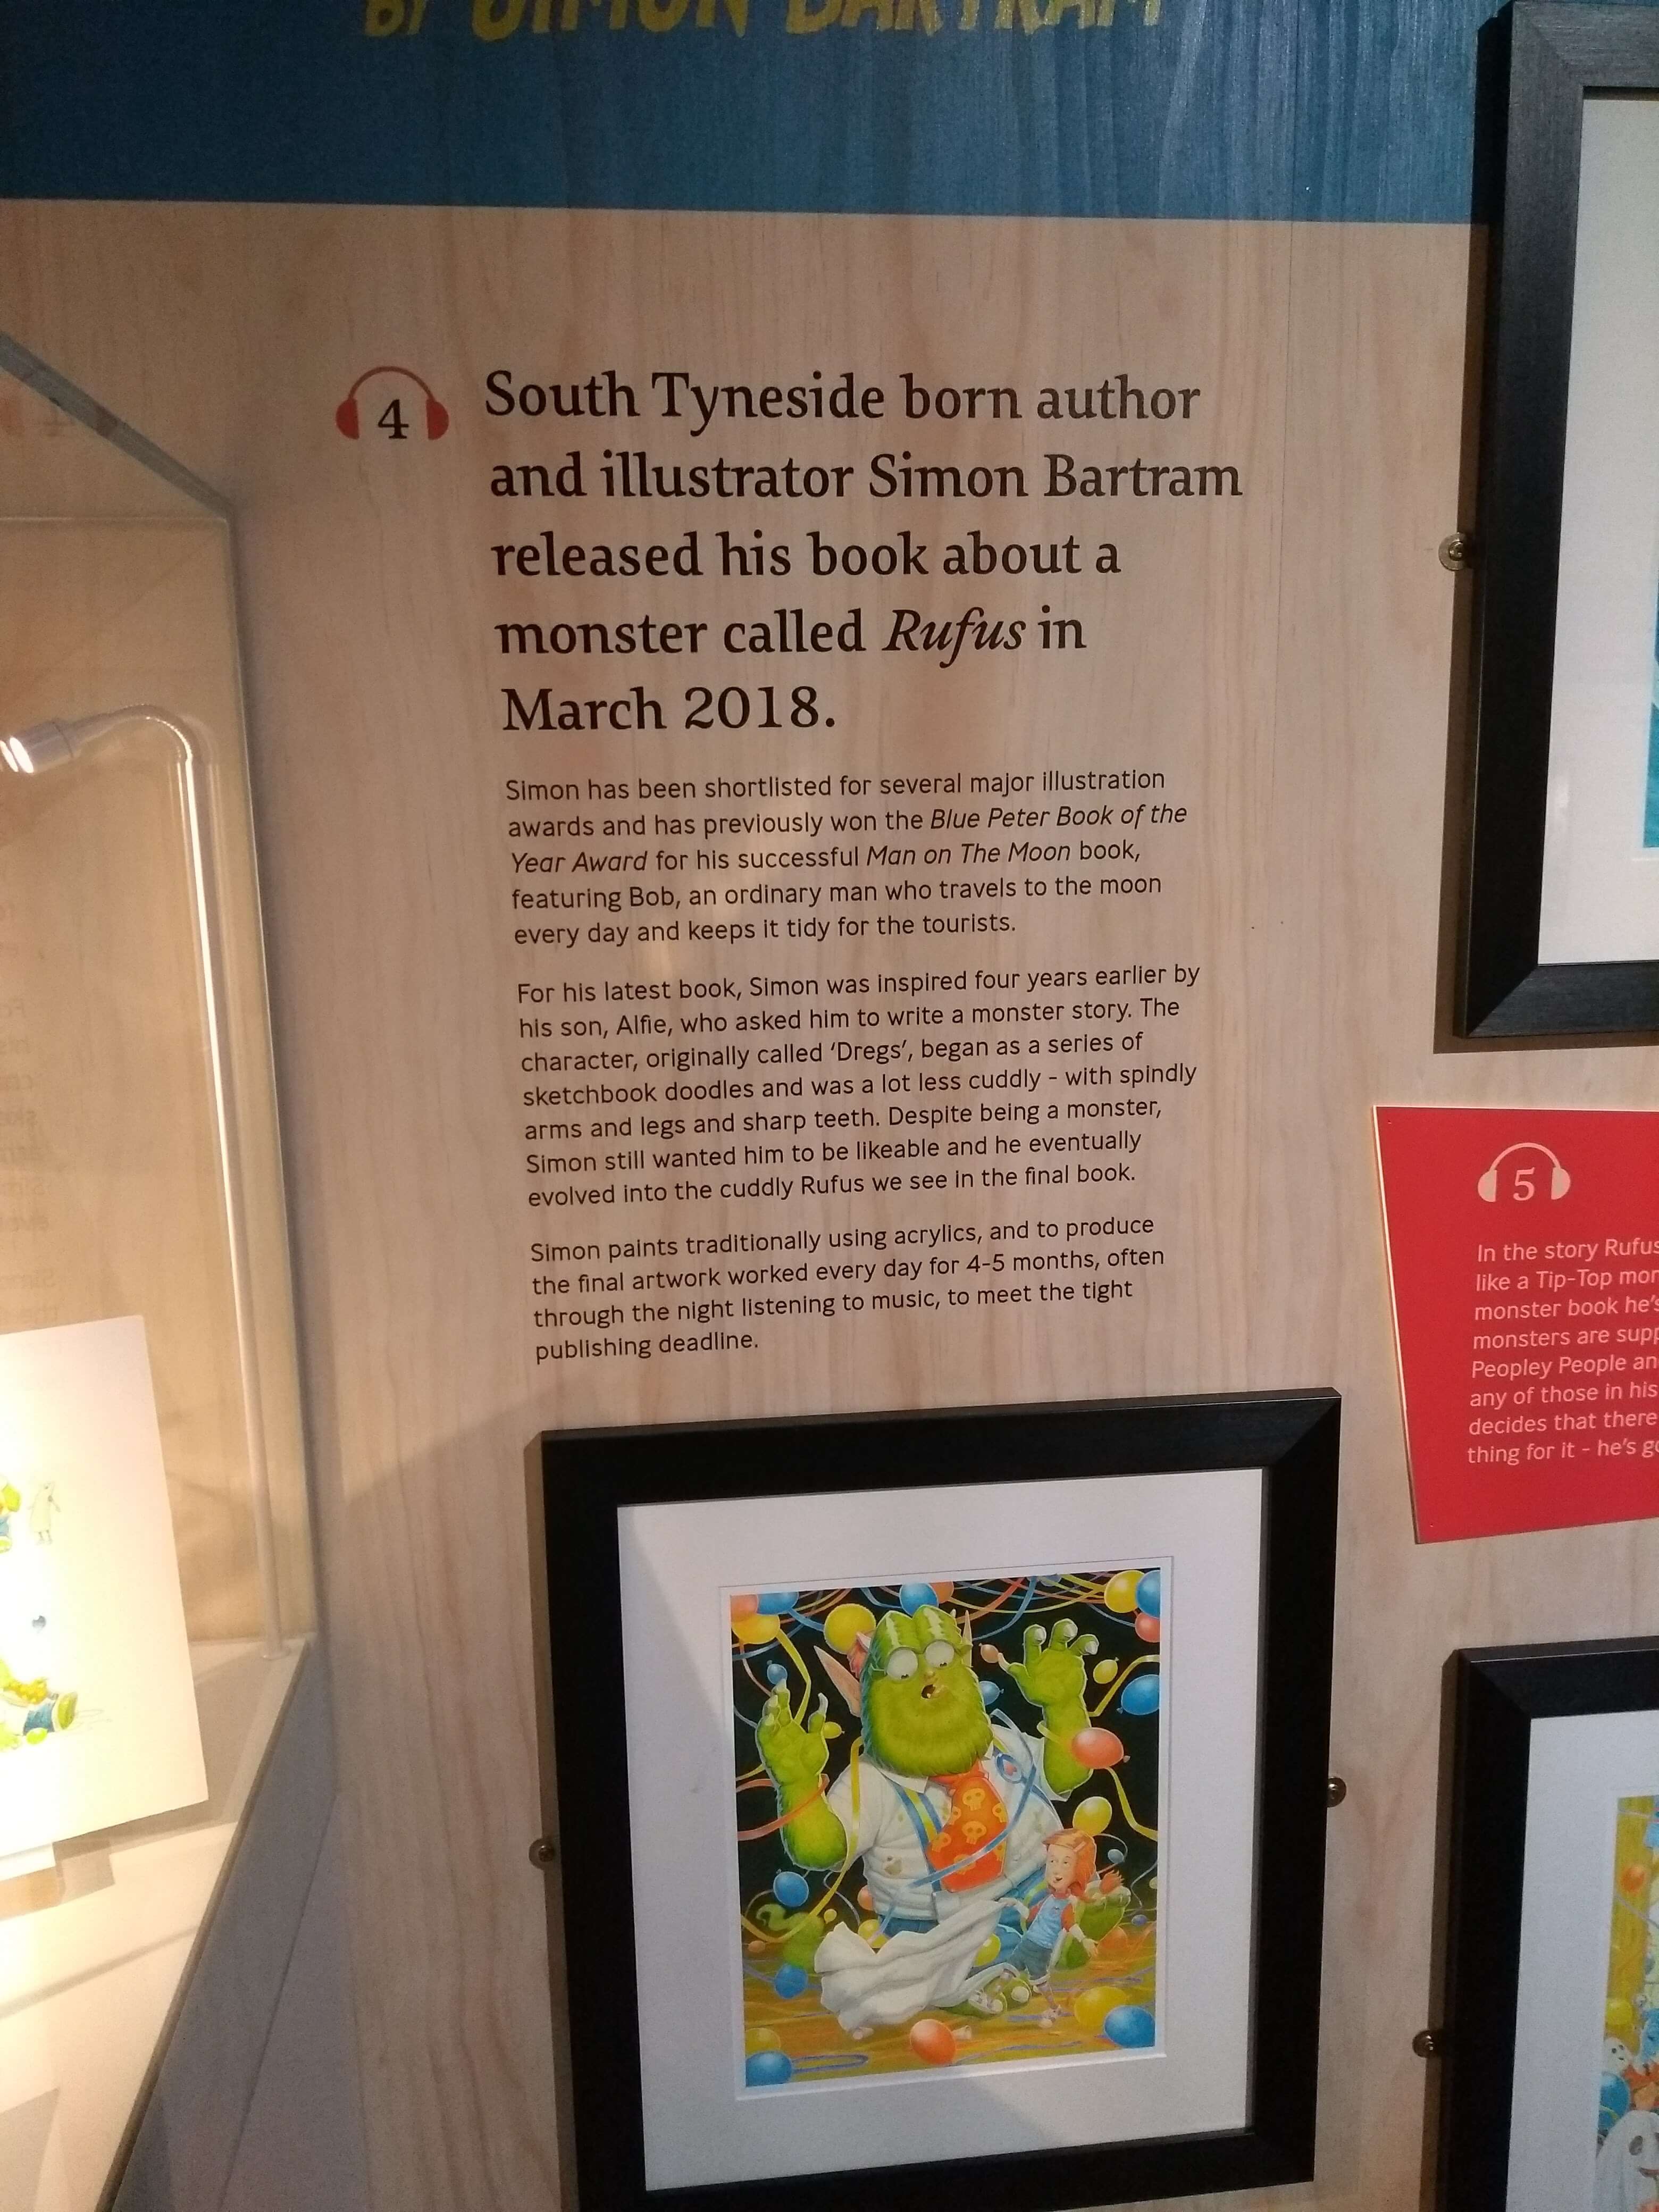 BY SIMON BARTRAM
4
South Tyneside born author
and illustrator Simon Bartram
released his book about a
monster called Rufus in
March 2018.
Simon has been shortlisted for several major illustration
awards and has previously won the Blue Peter Book of the
Year Award for his successful Man on The Moon book,
featuring Bob, an ordinary man who travels to the moon
every day and keeps it tidy for the tourists.
For his latest book, Simon was inspired four years earlier by
his son, Alfie, who asked him to write a monster story. The
character, originally called ‘Dregs’, began as a series of
sketchbook doodles and was a lot less cuddly - with spindly
arms and legs and sharp teeth. Despite being a monster,
Simon still wanted him to be likeable and he eventually
evolved into the cuddly Rufus we see in the final book.
Simon paints traditionally using acrylics, and to produce
the final artwork worked every day for 4-5 months, often
through the night listening to music, to meet the tight
publishing deadline.
5
In the story Rufus
like a Tip-Top mon
monster book he's
monsters are supp
Peopley People an
any of those in his
decides that there
thing for it - he's go